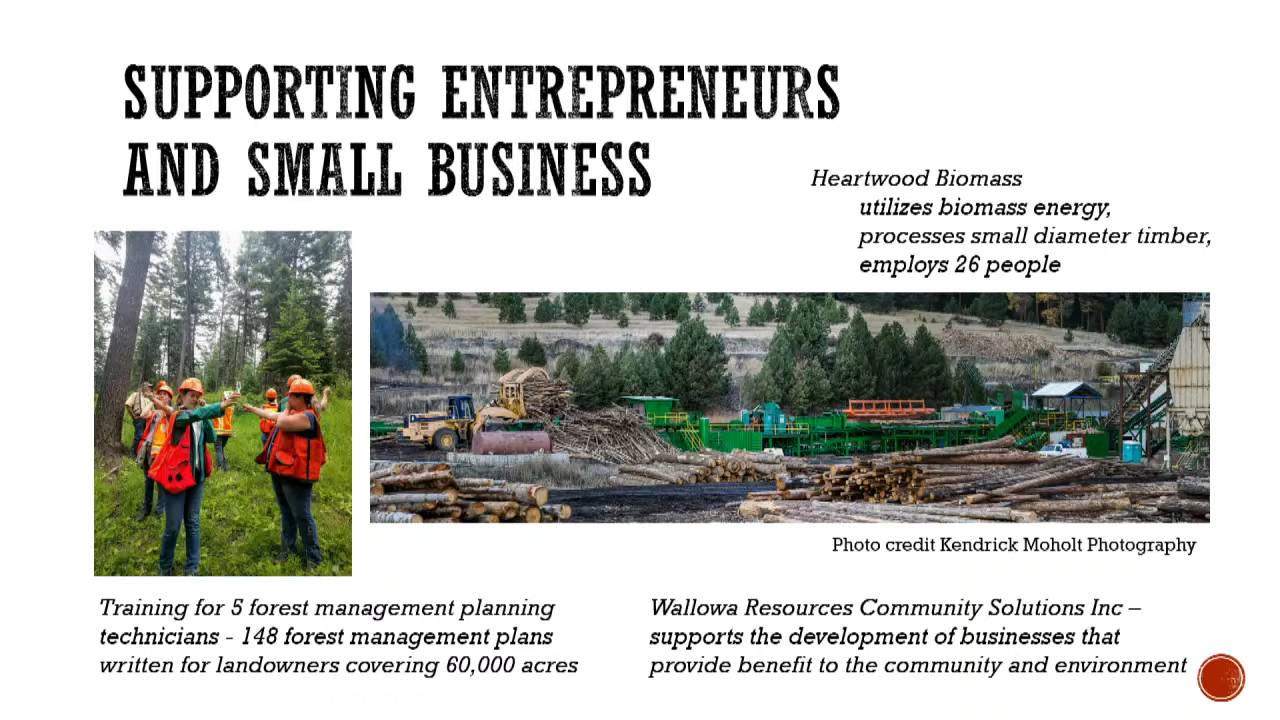 SUPPORTING ENTREPRENEURS
AND SMALL BUSINESS
Heartwood Biomass
utilizes biomass energy,
processes small diameter timber,
employs 26 people
Photo credit Kendrick Moholt Photography
Training for 5 forest management planning
technicians - 148 forest management plans
written for landowners covering 60,000 acres
Wallowa Resources Community Solutions Inc –
supports the development of businesses that
provide benefit to the community and environment